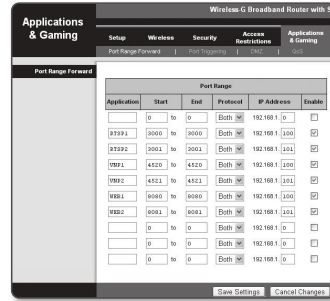 Wireless-G Broadband Router with S
Applications & Gaming
Setup Wireless Security Access Restrictions Applications & Gaming
Port Range Forward | Port Triggering | DMZ | QoS
Port Range Forward
Port Range
Application Start End Protocol IP Address Enable
0 to 0 Both 192.168.1. 0
RTSP1 3000 to 3000 Both 192.168.1. 100
RTSP2 3001 to 3001 Both 192.168.1. 101
VNP1 4520 to 4520 Both 192.168.1. 100
VNP2 4521 to 4521 Both 192.168.1. 101
WEB1 8080 to 8080 Both 192.168.1. 100
WEB2 8081 to 8081 Both 192.168.1. 101
0 to 0 Both 192.168.1. 0
0 to 0 Both 192.168.1. 0
0 to 0 Both 192.168.1. 0
Save Settings Cancel Changes